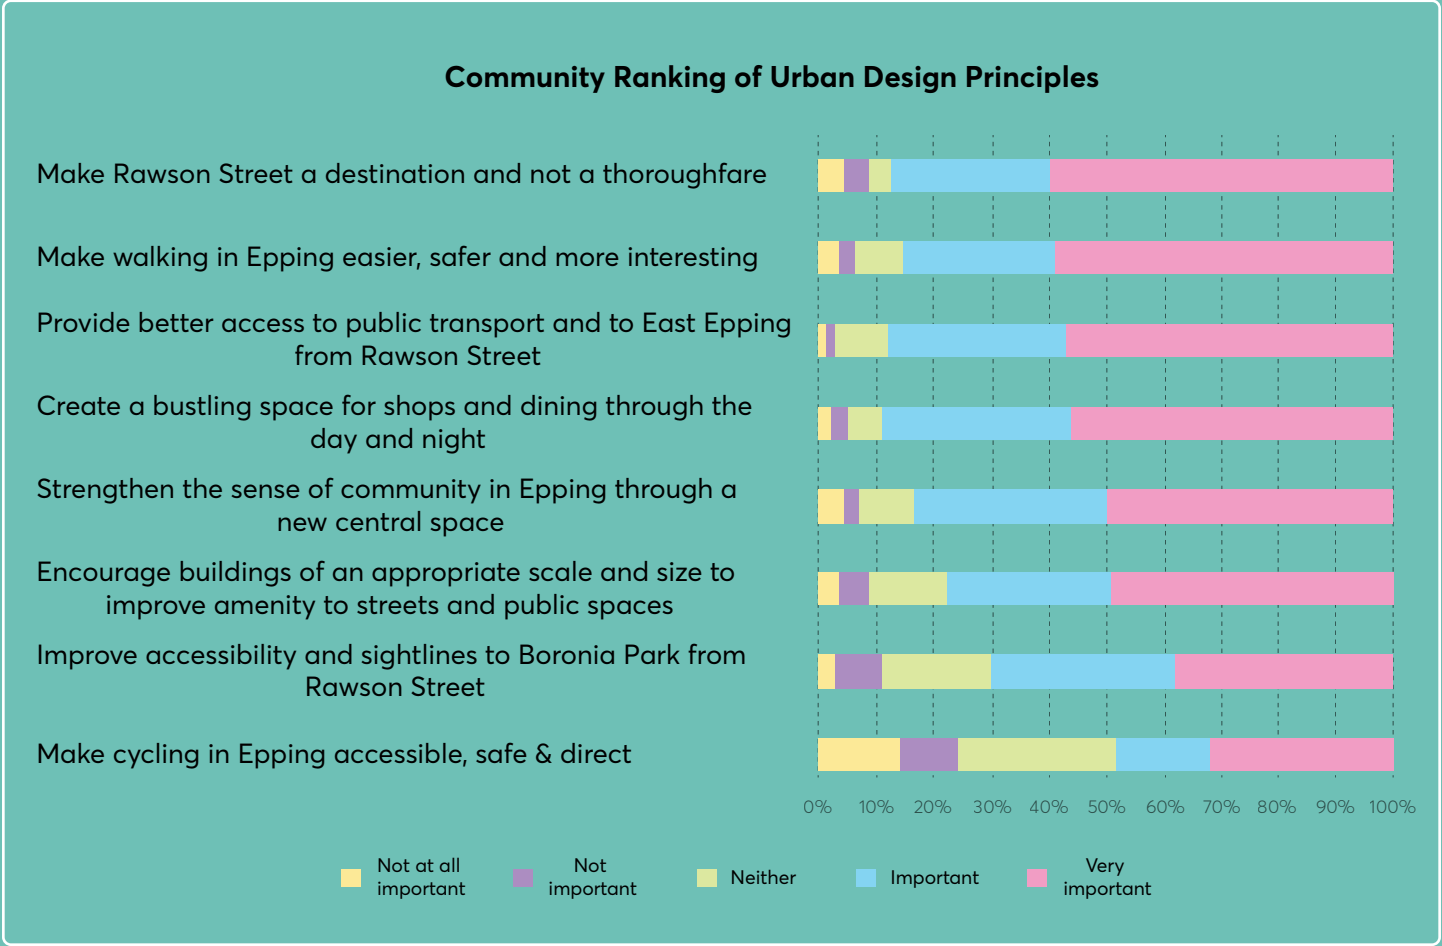 Community Ranking of Urban Design Principles
Make Rawson Street a destination and not a thoroughfare
Make walking in Epping easier, safer and more interesting
Provide better access to public transport and to East Epping
from Rawson Street
Create a bustling space for shops and dining through the
day and night
Strengthen the sense of community in Epping through a
new central space
Encourage buildings of an appropriate scale and size to
improve amenity to streets and public spaces
Improve accessibility and sightlines to Boronia Park from
Rawson Street
Make cycling in Epping accessible, safe & direct
0% 10% 20% 30% 40% 50% 60% 70% 80% 90% 100%
Not at all
important
Not
important
Neither
Important
Very
important